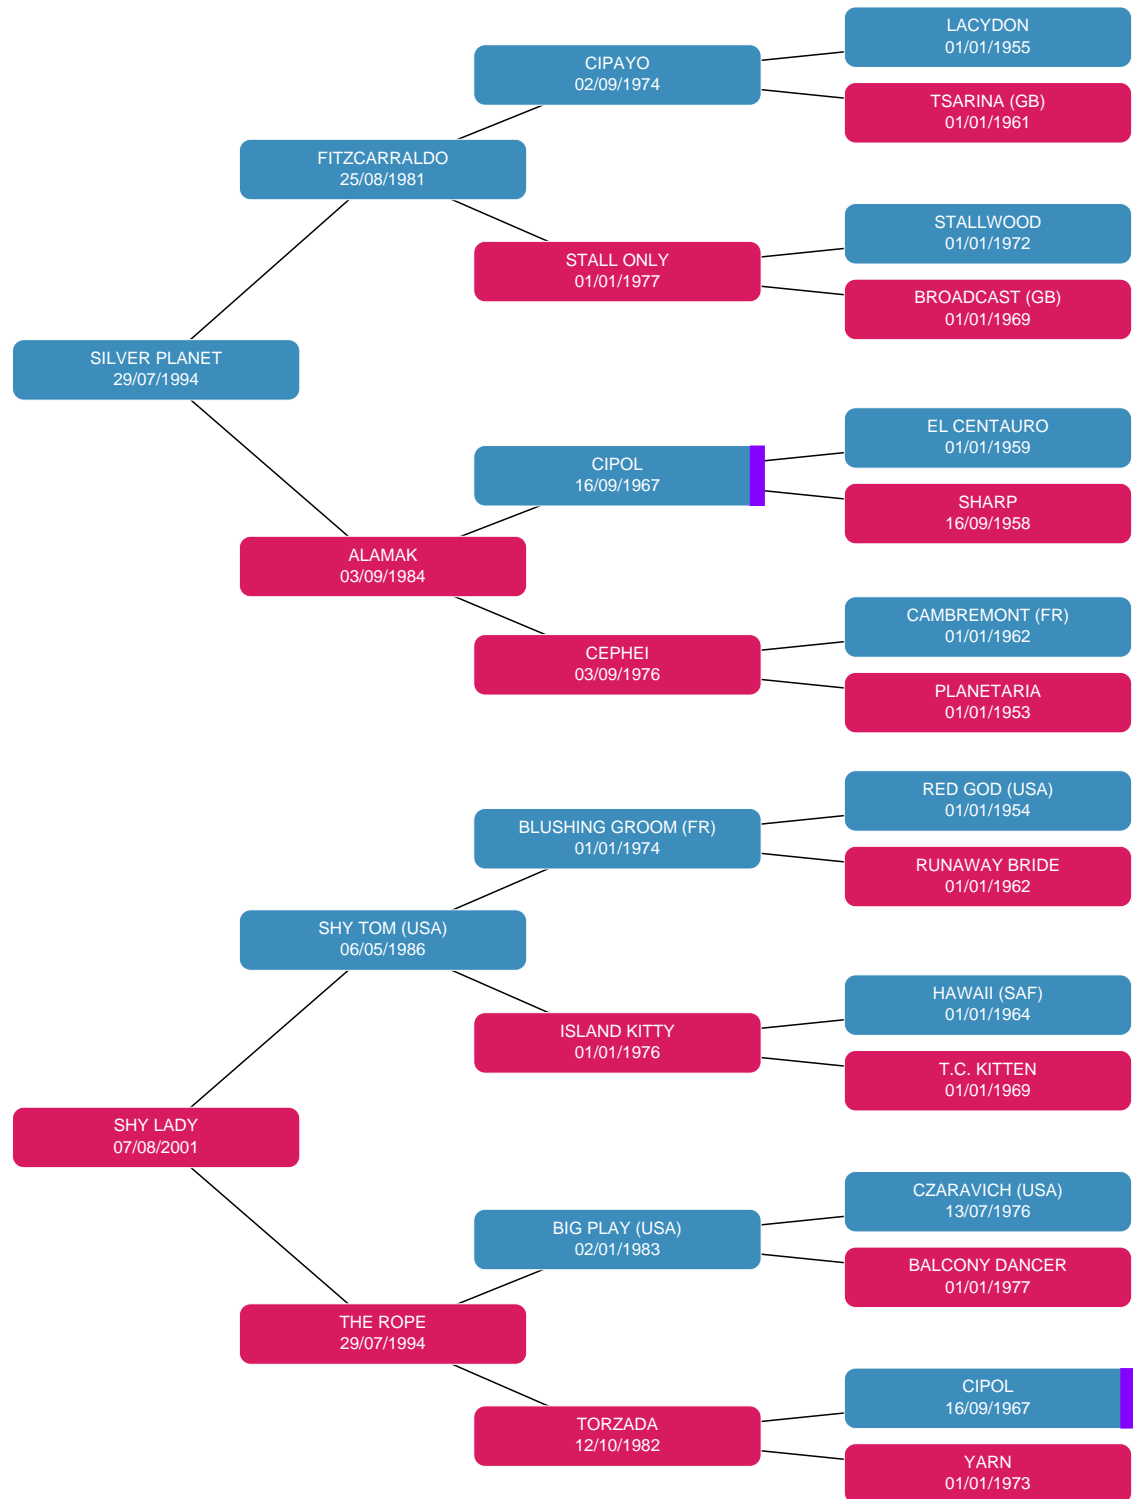 LACYDON
01/01/1955
CIPAYO
02/09/1974
TSARINA (GB)
01/01/1961
FITZCARRALDO
25/08/1981
STALLWOOD
01/01/1972
STALL ONLY
01/01/1977
BROADCAST (GB)
01/01/1969
SILVER PLANET
29/07/1994
EL CENTAURO
01/01/1959
CIPOL
16/09/1967
SHARP
16/09/1958
ALAMAK
03/09/1984
CAMBREMONT (FR)
01/01/1962
CEPHEI
03/09/1976
PLANETARIA
01/01/1953
RED GOD (USA)
01/01/1954
BLUSHING GROOM (FR)
01/01/1974
RUNAWAY BRIDE
01/01/1962
SHY TOM (USA)
06/05/1986
HAWAII (SAF)
01/01/1964
ISLAND KITTY
01/01/1976
T.C. KITTEN
01/01/1969
SHY LADY
07/08/2001
CZARAVICH (USA)
13/07/1976
BIG PLAY (USA)
02/01/1983
BALCONY DANCER
01/01/1977
THE ROPE
29/07/1994
CIPOL
16/09/1967
TORZADA
12/10/1982
YARN
01/01/1973